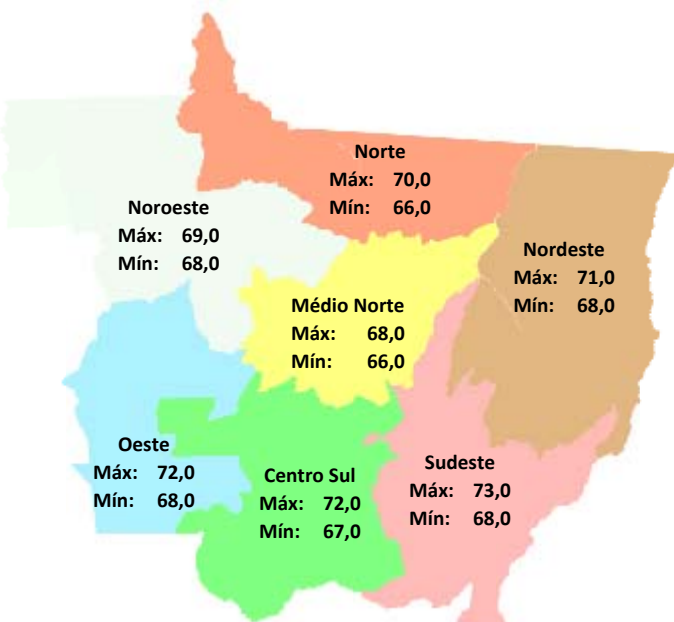 Norte
Máx: 70,0
Mín: 66,0
Noroeste
Máx: 69,0
Mín: 68,0
Nordeste
Máx: 71,0
Mín: 68,0
Médio Norte
Máx: 68,0
Mín: 66,0
Oeste
Máx: 72,0
Mín: 68,0
Centro Sul
Máx: 72,0
Mín: 67,0
Sudeste
Máx: 73,0
Mín: 68,0